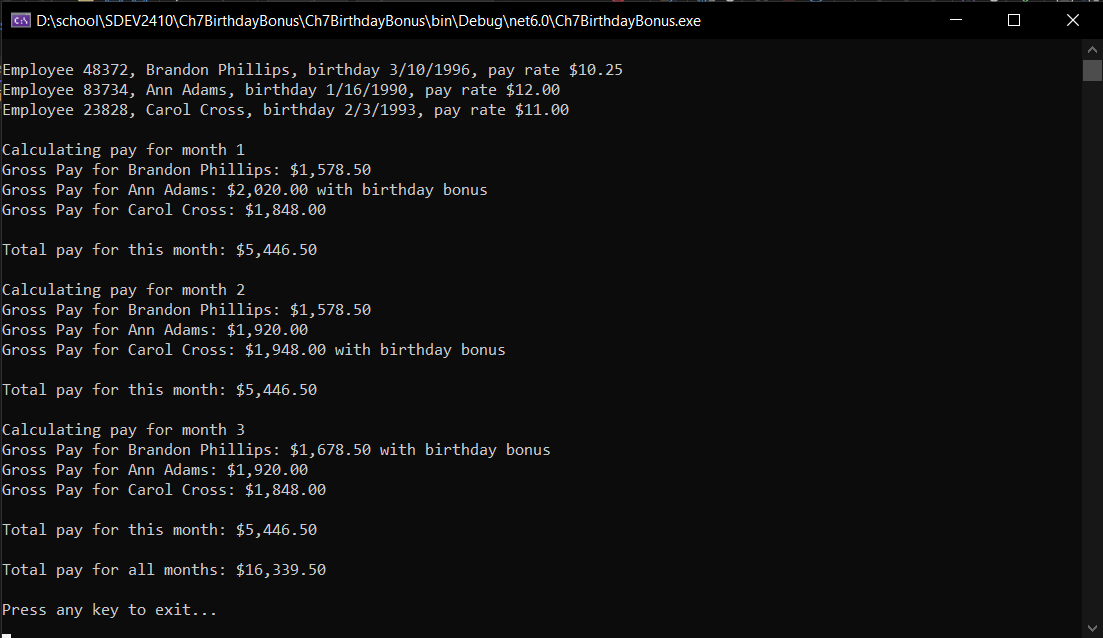 D:\school\SDEV2410\Ch7BirthdayBonus\Ch7BirthdayBonus\bin\Debug\net6.0\Ch7BirthdayBonus.exe
Employee 48372, Brandon Phillips, birthday 3/10/1996, pay rate $10.25
Employee 83734, Ann Adams, birthday 1/16/1990, pay rate $12.00
Employee 23828, Carol Cross, birthday 2/3/1993, pay rate $11.00
Calculating pay for month 1
Gross Pay for Brandon Phillips: $1,578.50
Gross Pay for Ann Adams: $2,020.00 with birthday bonus
Gross Pay for Carol Cross: $1,848.00
Total pay for this month: $5,446.50
Calculating pay for month 2
Gross Pay for Brandon Phillips: $1,578.50
Gross Pay for Ann Adams: $1,920.00
Gross Pay for Carol Cross: $1,948.00 with birthday bonus
Total pay for this month: $5,446.50
Calculating pay for month 3
Gross Pay for Brandon Phillips: $1,678.50 with birthday bonus
Gross Pay for Ann Adams: $1,920.00
Gross Pay for Carol Cross: $1,848.00
Total pay for this month: $5,446.50
Total pay for all months: $16,339.50
Press any key to exit...